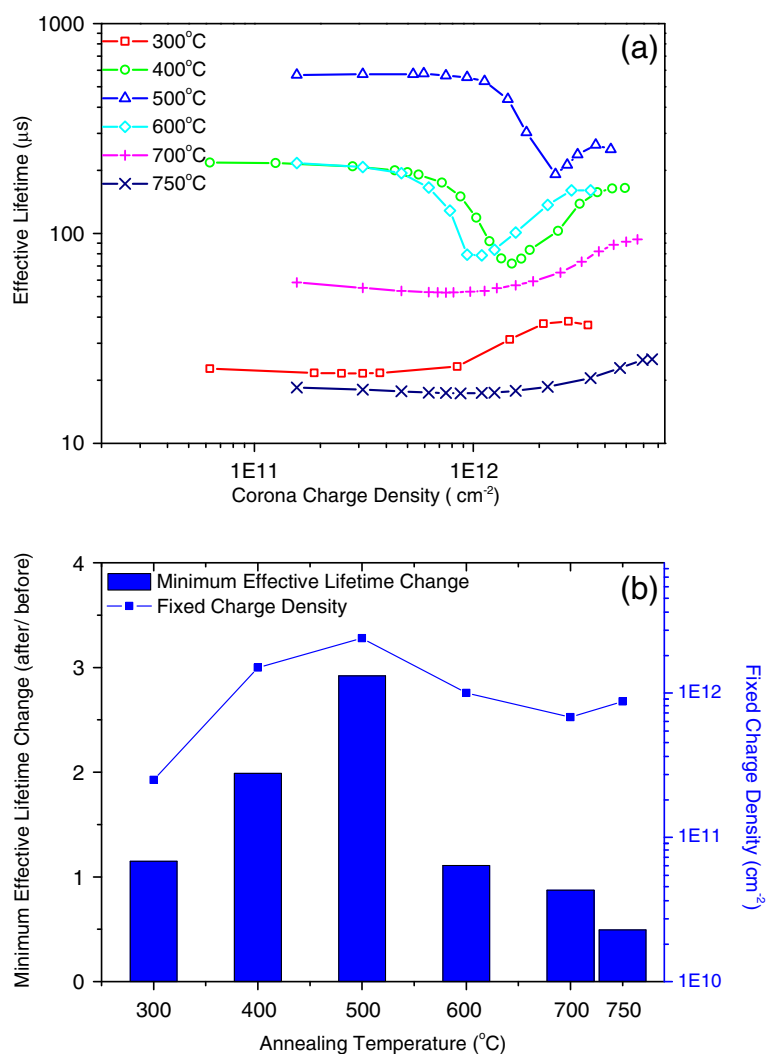 (a)
300°C
400°C
500°C
600°C
700°C
750°C
1000
100
10
Effective Lifetime (μs)
1E11
1E12
Corona Charge Density ( cm⁻²)
(b)
Minimum Effective Lifetime Change
Fixed Charge Density
4
3
2
1
0
Minimum Effective Lifetime Change (after/ before)
1E12
1E11
1E10
Fixed Charge Density (cm⁻²)
300
400
500
600
700
750
Annealing Temperature (°C)